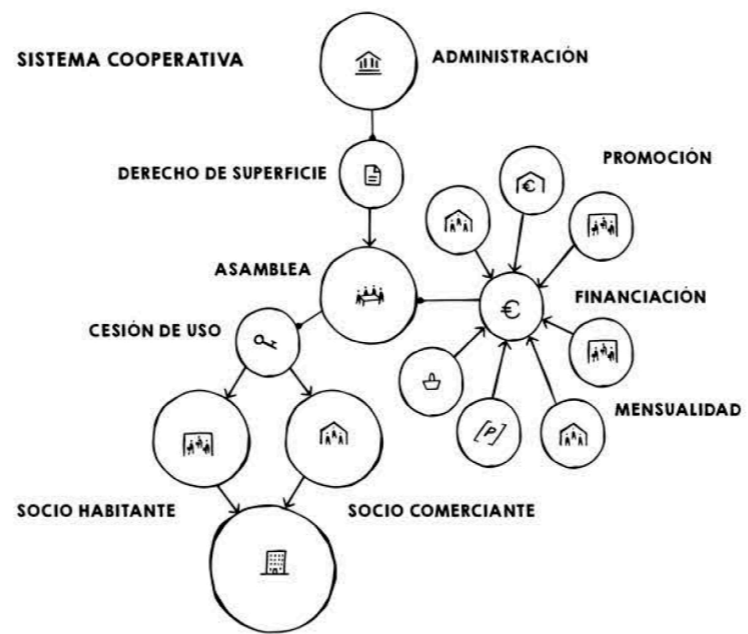 SISTEMA COOPERATIVA
ADMINISTRACIÓN
DERECHO DE SUPERFICIE
PROMOCIÓN
€
ASAMBLEA
FINANCIACIÓN
€
CESIÓN DE USO
MENSUALIDAD
[P]
SOCIO HABITANTE
SOCIO COMERCIANTE